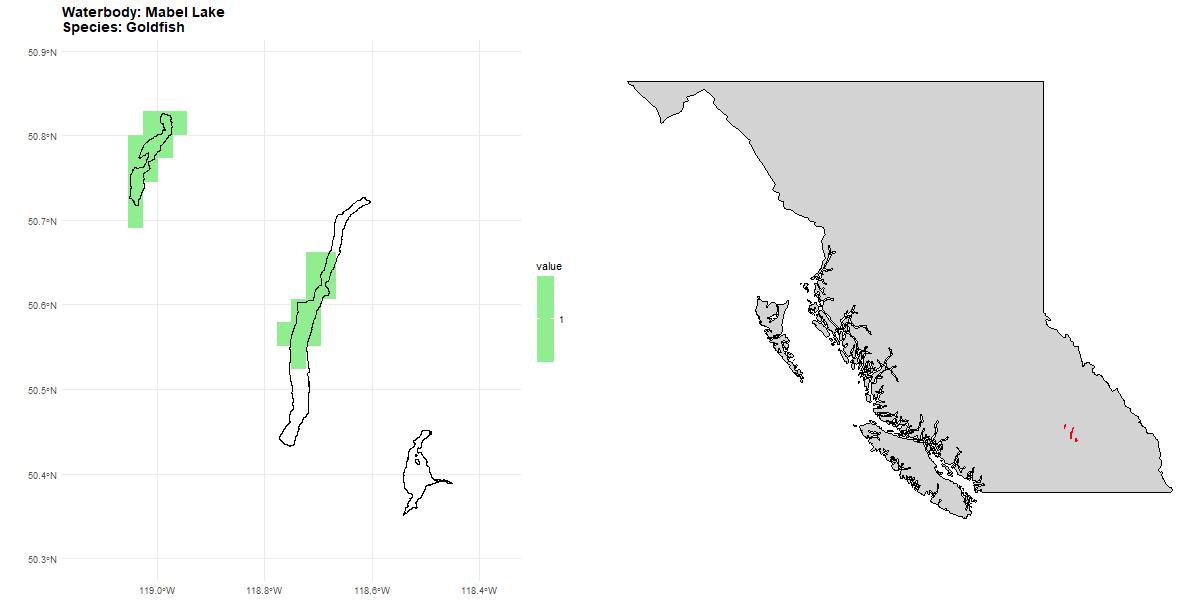 Waterbody: Mabel Lake
Species: Goldfish
50.9°N
50.8°N
50.7°N
50.6°N
50.5°N
50.4°N
50.3°N
119.0°W
118.8°W
118.6°W
118.4°W
value
1